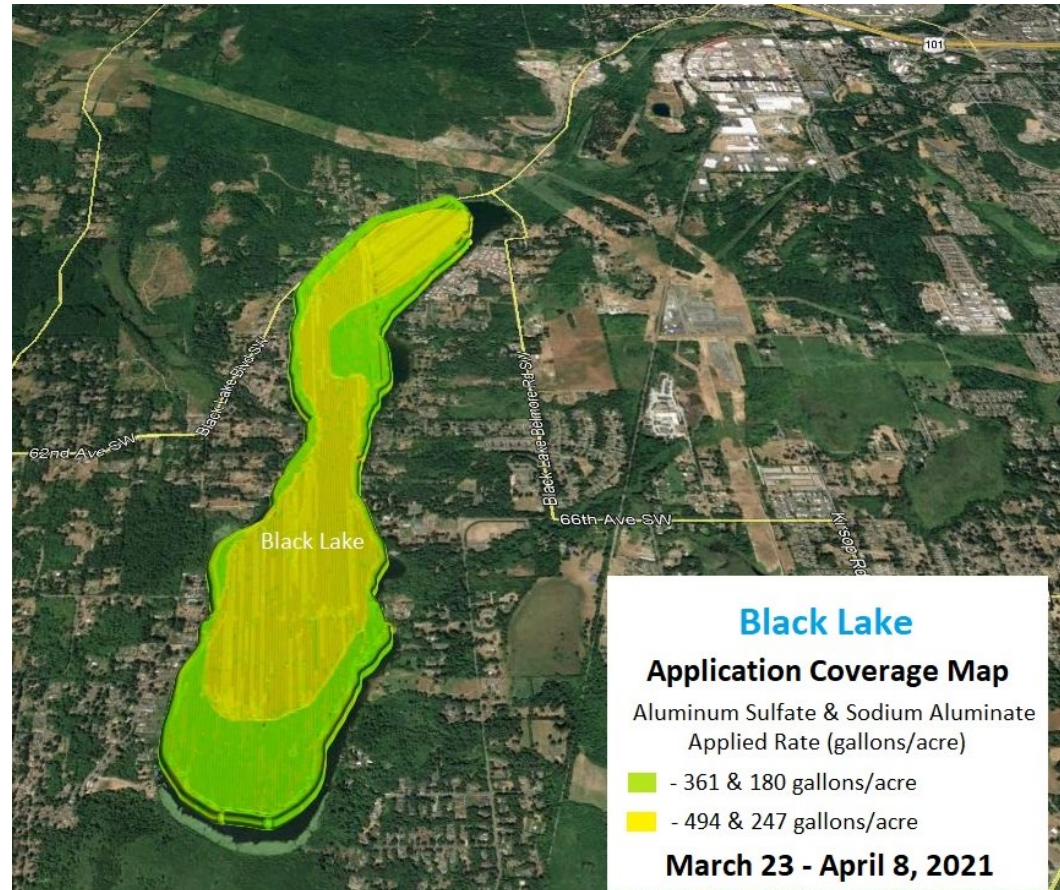 101
Black Lake Blvd SW
62nd Ave SW
Black Lake Belmore Rd SW
66th Ave SW
Kirsop Rd
Black Lake
Black Lake
Application Coverage Map
Aluminum Sulfate & Sodium Aluminate
Applied Rate (gallons/acre)
- 361 & 180 gallons/acre
- 494 & 247 gallons/acre
March 23 - April 8, 2021